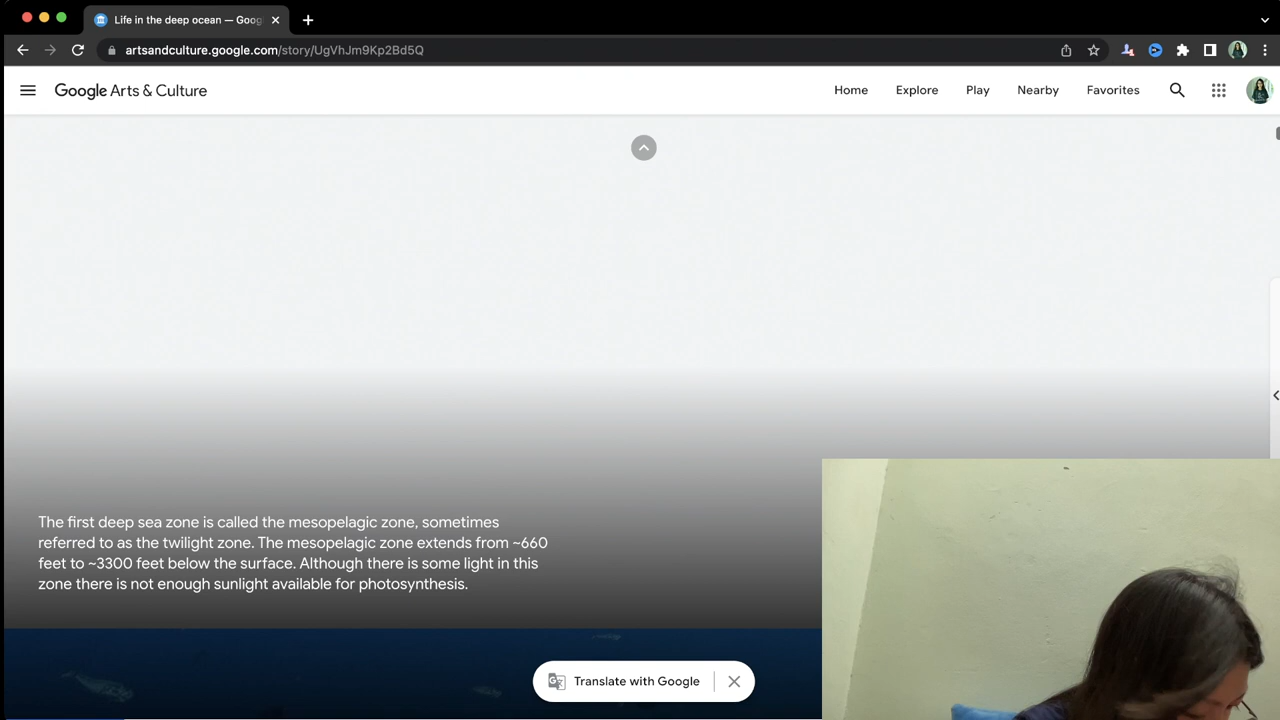 Life in the deep ocean — Goog
artsandculture.google.com/story/UgVhJm9Kp2Bd5Q
Google Arts & Culture
Home Explore Play Nearby Favorites
The first deep sea zone is called the mesopelagic zone, sometimes
referred to as the twilight zone. The mesopelagic zone extends from ~660
feet to ~3300 feet below the surface. Although there is some light in this
zone there is not enough sunlight available for photosynthesis.
Translate with Google